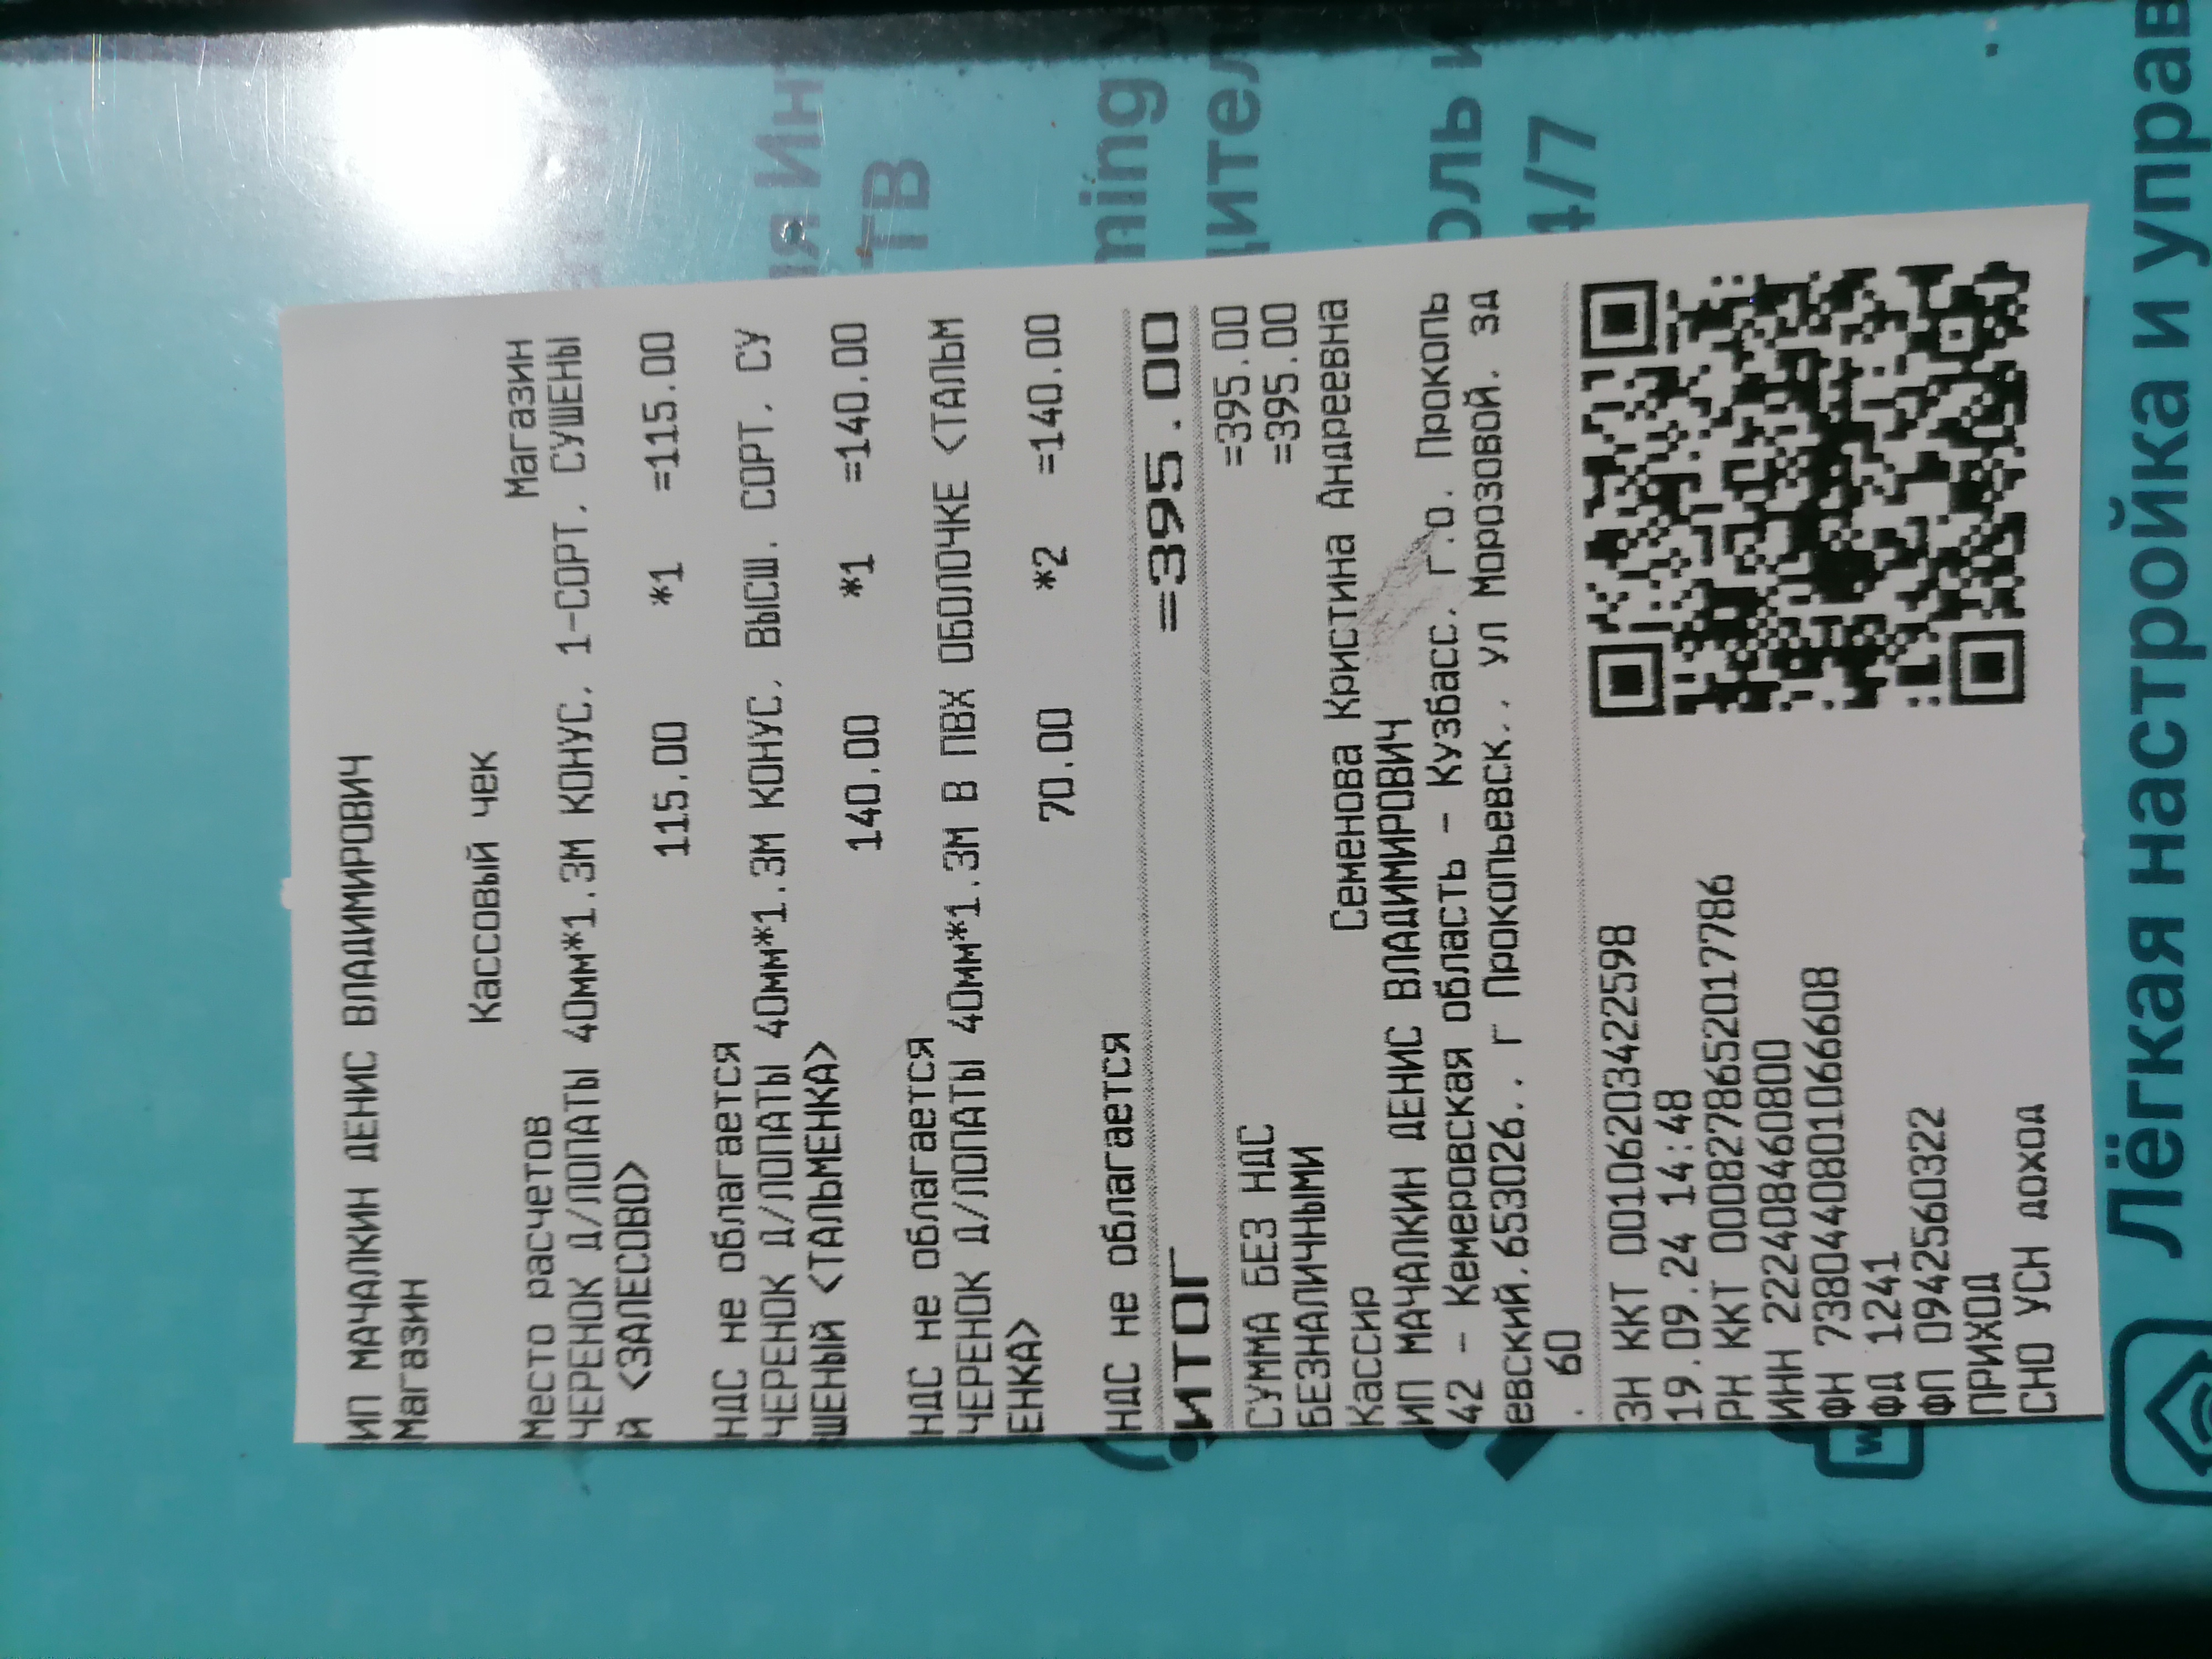 ИП МАЧАЛКИН ДЕНИС ВЛАДИМИРОВИЧ
Магазин
Кассовый чек
Место расчетов Магазин
ЧЕРЕНОК Д/ЛОПАТЫ 40мм*1.3М КОНУС, 1-СОРТ, СУШЕНЫ
Й <ЗАЛЕСОВО>
115.00 *1 =115.00
НДС не облагается
ЧЕРЕНОК Д/ЛОПАТЫ 40мм*1.3М КОНУС, ВЫСШ. СОРТ, СУ
ШЕНЫЙ <ТАЛЬМЕНКА>
140.00 *1 =140.00
НДС не облагается
ЧЕРЕНОК Д/ЛОПАТЫ 40мм*1.3М В ПВХ ОБОЛОЧКЕ <ТАЛЬМ
ЕНКА>
70.00 *2 =140.00
НДС не облагается
ИТОГ =395.00
СУММА БЕЗ НДС =395.00
БЕЗНАЛИЧНЫМИ =395.00
Кассир Семенова Кристина Андреевна
ИП МАЧАЛКИН ДЕНИС ВЛАДИМИРОВИЧ
42 - Кемеровская область - Кузбасс, г.о. Прокопь
евский,653026,, г Прокопьевск,, ул Морозовой, зд
. 60
ЗН ККТ 00106203422598
19.09.24 14:48
РН ККТ 0008278652017786
ИНН 222408460800
ФН 7380440801066608
ФД 1241
ФП 0942560322
ПРИХОД
СНО УСН доход
ТВ
4/7
Лёгкая настройка и управ